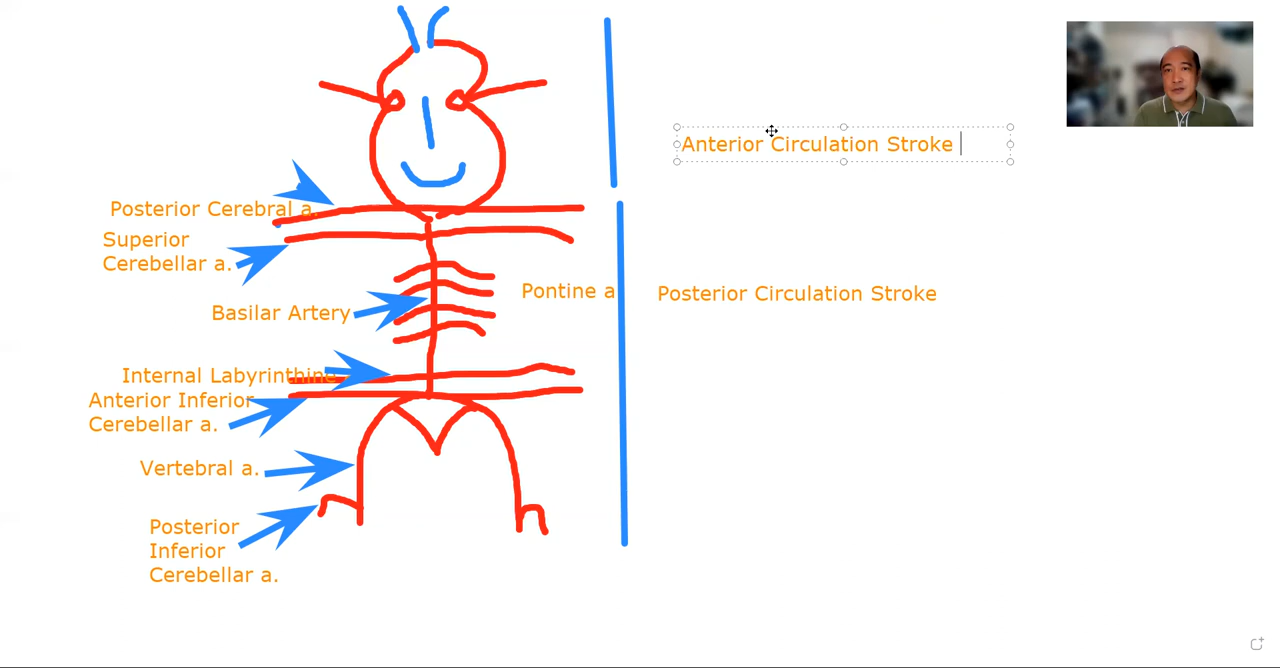 Anterior Circulation Stroke
Posterior Cerebral a.
Superior
Cerebellar a.
Basilar Artery
Pontine a
Posterior Circulation Stroke
Internal Labyrinthine
Anterior Inferior
Cerebellar a.
Vertebral a.
Posterior
Inferior
Cerebellar a.